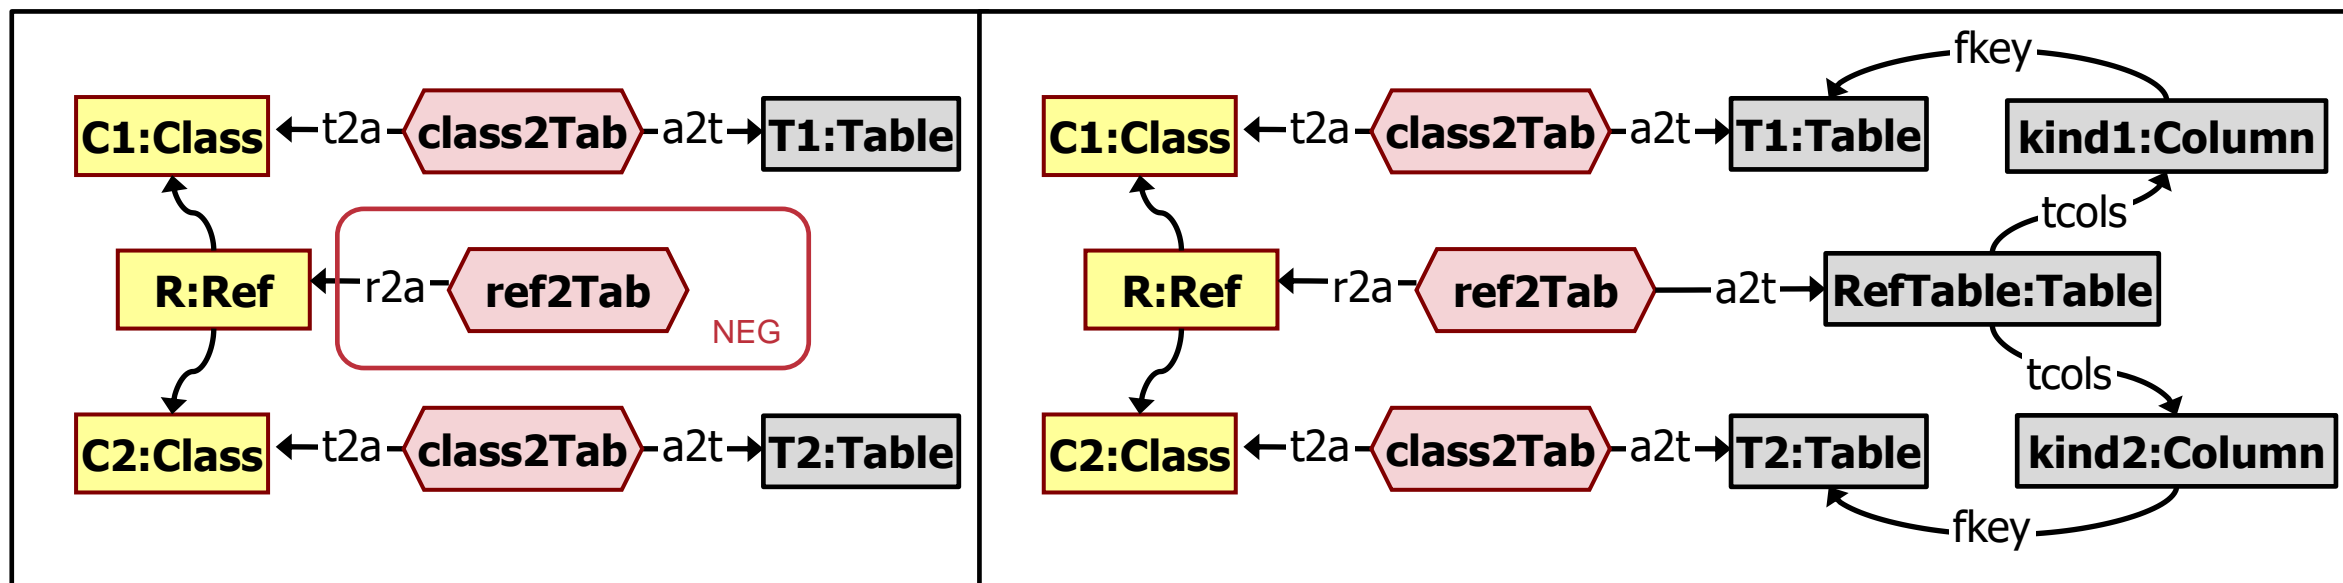 fkey
C1:Class t2a class2Tab a2t T1:Table
C1:Class t2a class2Tab a2t T1:Table kind1:Column
tcols
R:Ref r2a ref2Tab
NEG
R:Ref r2a ref2Tab a2t RefTable:Table
tcols
C2:Class t2a class2Tab a2t T2:Table
C2:Class t2a class2Tab a2t T2:Table kind2:Column
fkey